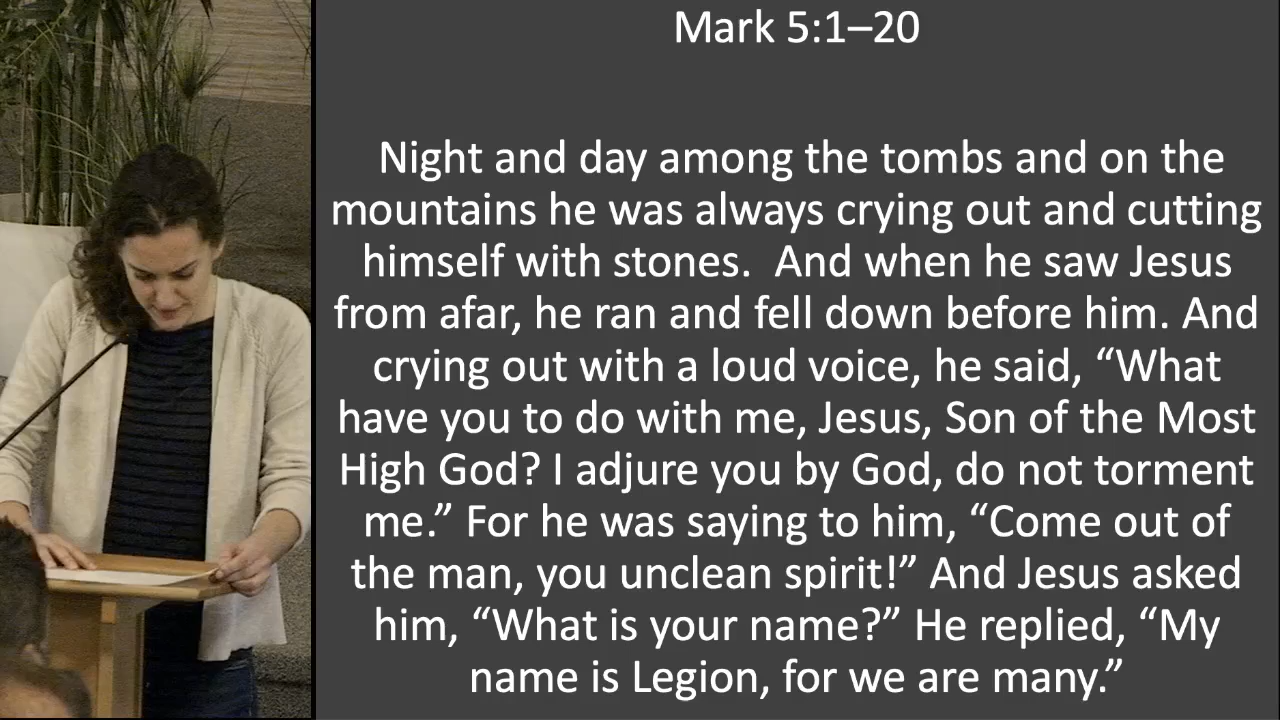 Mark 5:1–20
Night and day among the tombs and on the
mountains he was always crying out and cutting
himself with stones.  And when he saw Jesus
from afar, he ran and fell down before him. And
crying out with a loud voice, he said, “What
have you to do with me, Jesus, Son of the Most
High God? I adjure you by God, do not torment
me.” For he was saying to him, “Come out of
the man, you unclean spirit!” And Jesus asked
him, “What is your name?” He replied, “My
name is Legion, for we are many.”